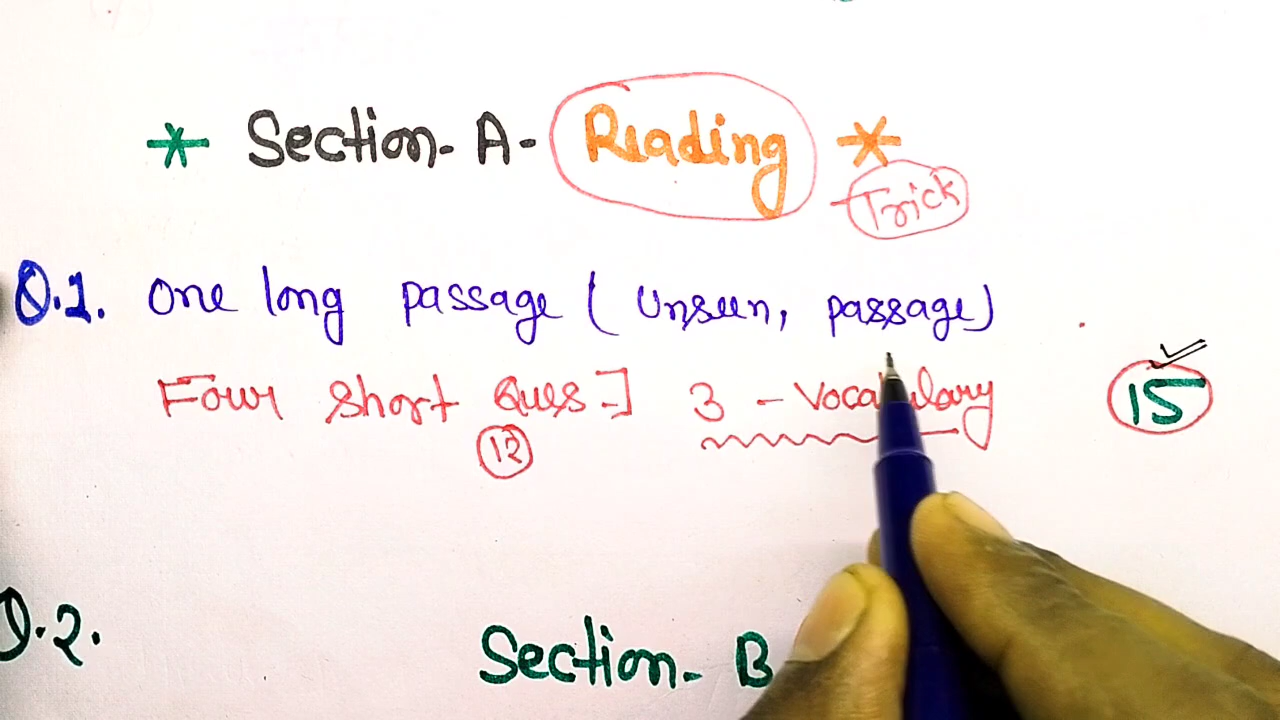 * Section-A- Reading *
Trick
Q.1. One long passage ( Unseen, passage)
Four short Ques-] 3 - Vocabulary 15
12
Q.2.
Section-B